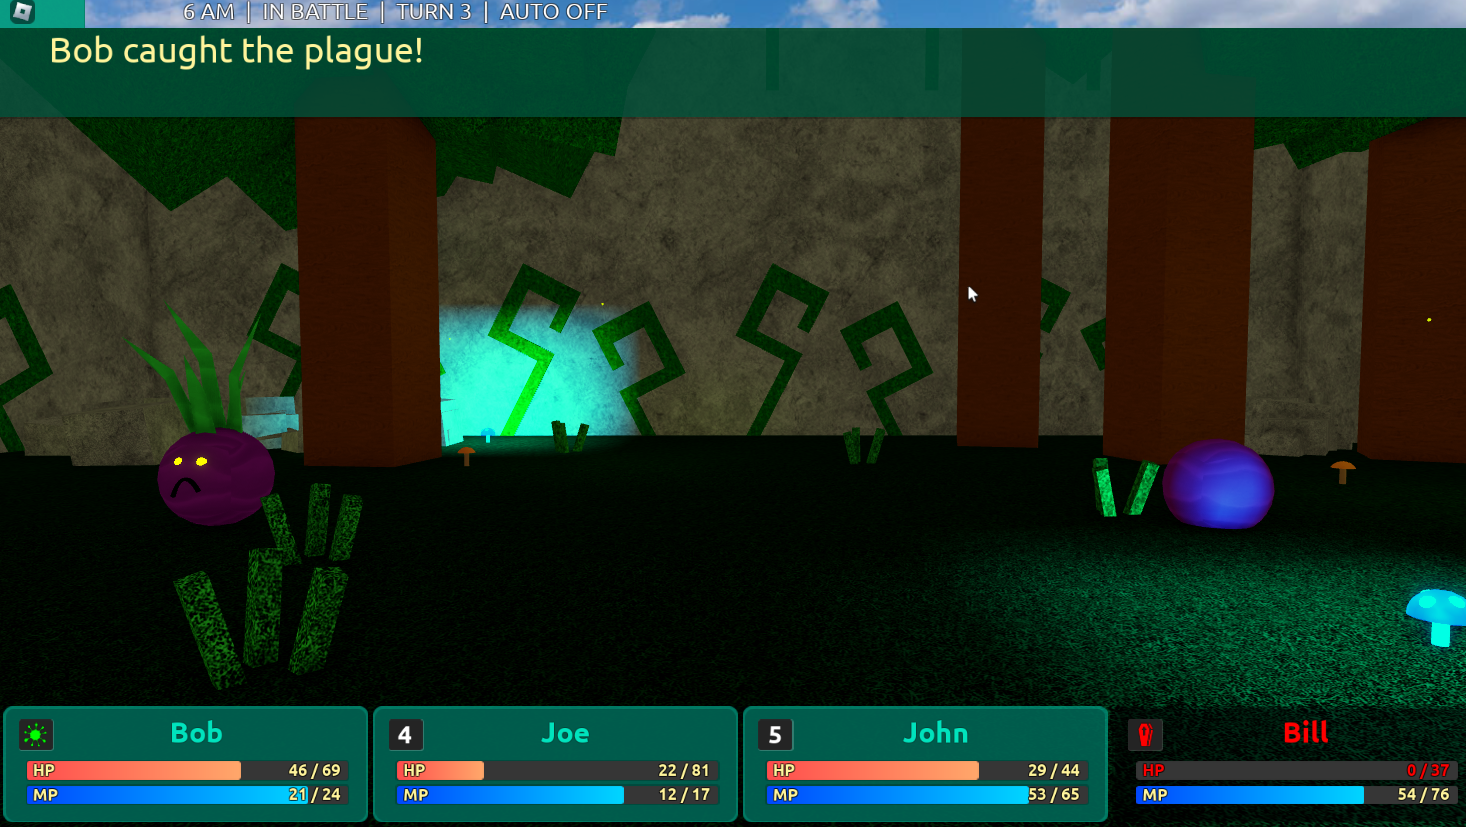 6 AM | IN BATTLE | TURN 3 | AUTO OFF
Bob caught the plague!
Bob
HP 46 / 69
MP 21 / 24
4 Joe
HP 22 / 81
MP 12 / 17
5 John
HP 29 / 44
MP 53 / 65
Bill
HP 0 / 37
MP 54 / 76